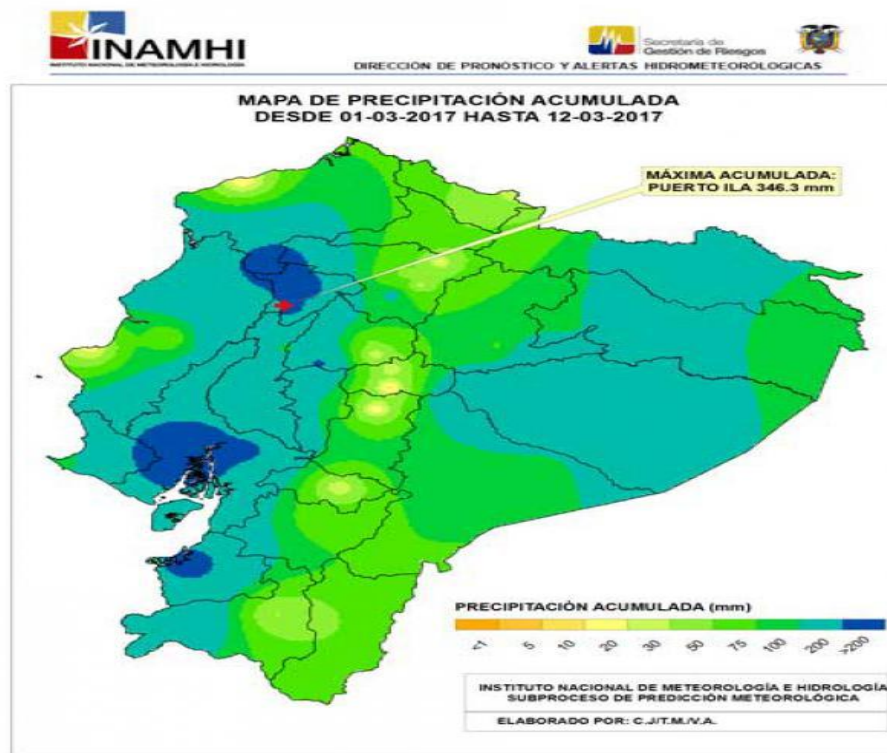 INAMHI
INSTITUTO NACIONAL DE METEOROLOGÍA E HIDROLOGÍA
Secretaría de
Gestión de Riesgos
DIRECCIÓN DE PRONÓSTICO Y ALERTAS HIDROMETEOROLÓGICAS
MAPA DE PRECIPITACIÓN ACUMULADA
DESDE 01-03-2017 HASTA 12-03-2017
MÁXIMA ACUMULADA:
PUERTO ILA 346.3 mm
PRECIPITACIÓN ACUMULADA (mm)
<1 5 10 20 30 50 75 100 200 >200
INSTITUTO NACIONAL DE METEOROLOGÍA E HIDROLOGÍA
SUBPROCESO DE PREDICCIÓN METEOROLÓGICA
ELABORADO POR: C.J/T.M./V.A.